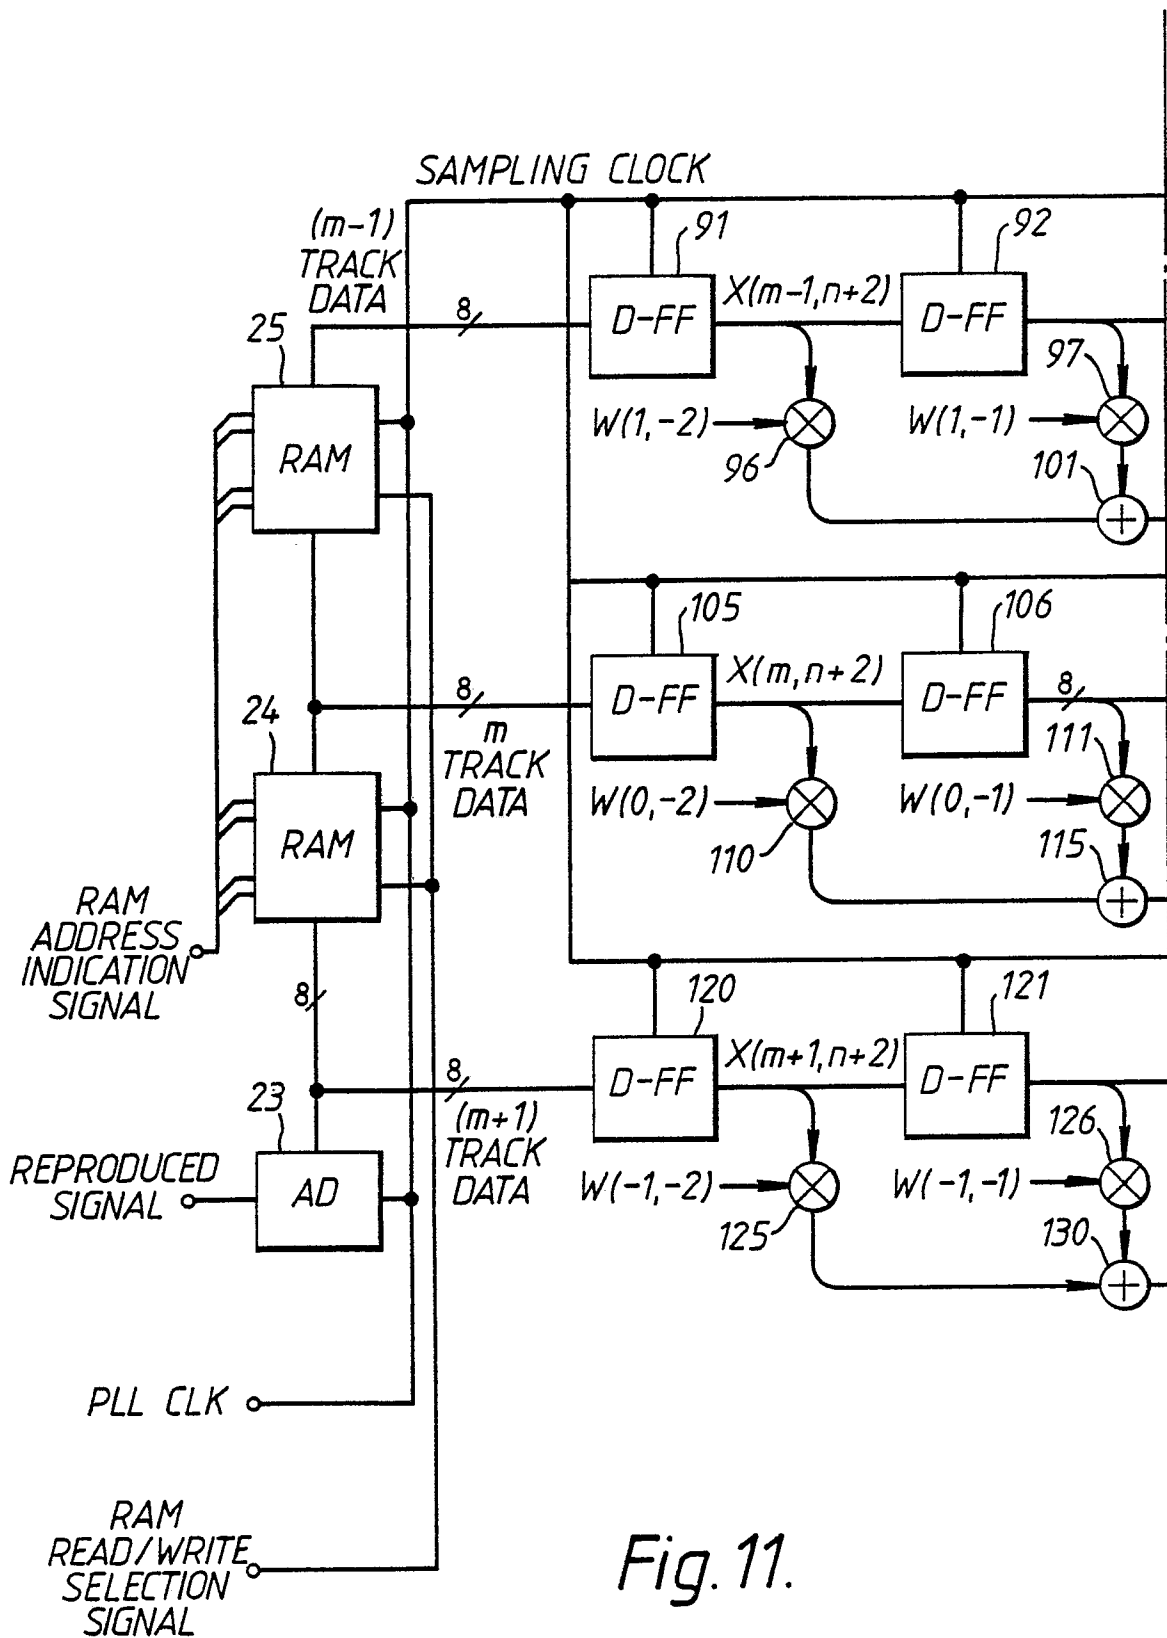 SAMPLING CLOCK
(m-1)
TRACK
DATA
91
92
8
X(m-1,n+2)
D-FF
D-FF
25
97
RAM
W(1,-2)
W(1,-1)
96
101
105
106
8
X(m,n+2)
8
D-FF
D-FF
24
m
TRACK
DATA
111
W(0,-2)
W(0,-1)
RAM
110
115
RAM
ADDRESS
INDICATION
SIGNAL
8
120
121
X(m+1,n+2)
8
D-FF
D-FF
23
(m+1)
TRACK
DATA
126
REPRODUCED
SIGNAL
AD
W(-1,-2)
W(-1,-1)
125
130
PLL CLK
RAM
READ/WRITE
SELECTION
SIGNAL
Fig. 11.